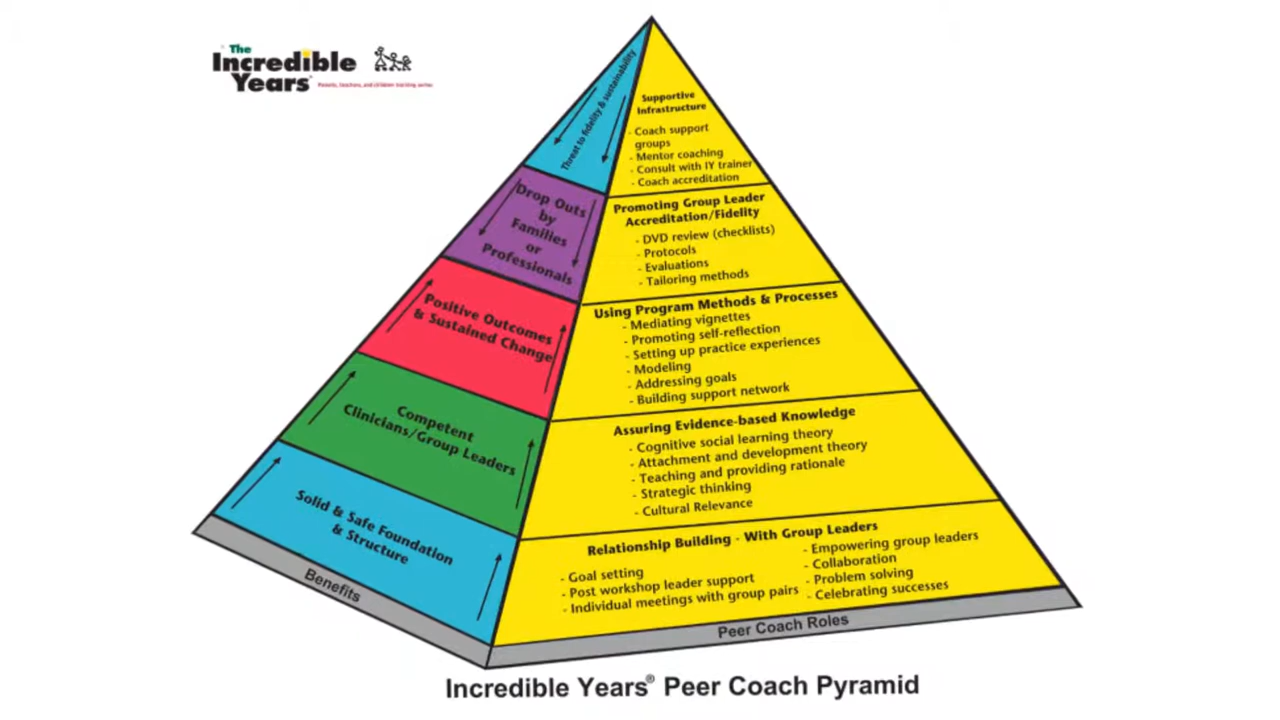 The
Incredible
Years®
Parents, teachers, and children training series
Threat to fidelity & sustainability
Drop Outs
by
Families
or
Professionals
Positive Outcomes
& Sustained Change
Competent
Clinicians/Group Leaders
Solid & Safe Foundation
& Structure
Benefits
Supportive
Infrastructure
- Coach support
groups
- Mentor coaching
- Consult with IY trainer
- Coach accreditation
Promoting Group Leader
Accreditation/Fidelity
- DVD review (checklists)
- Protocols
- Evaluations
- Tailoring methods
Using Program Methods & Processes
- Mediating vignettes
- Promoting self-reflection
- Setting up practice experiences
- Modeling
- Addressing goals
- Building support network
Assuring Evidence-based Knowledge
- Cognitive social learning theory
- Attachment and development theory
- Teaching and providing rationale
- Strategic thinking
- Cultural Relevance
Relationship Building - With Group Leaders
- Goal setting
- Post workshop leader support
- Individual meetings with group pairs
- Empowering group leaders
- Collaboration
- Problem solving
- Celebrating successes
Peer Coach Roles
Incredible Years® Peer Coach Pyramid